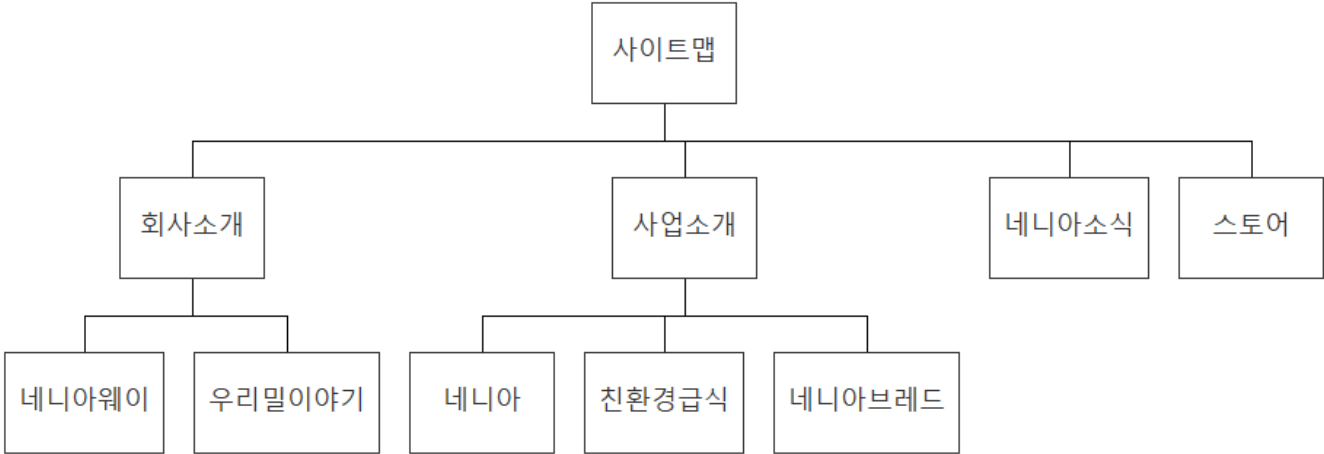 사이트맵
회사소개
사업소개
네니아소식
스토어
네니아웨이
우리밀이야기
네니아
친환경급식
네니아브레드